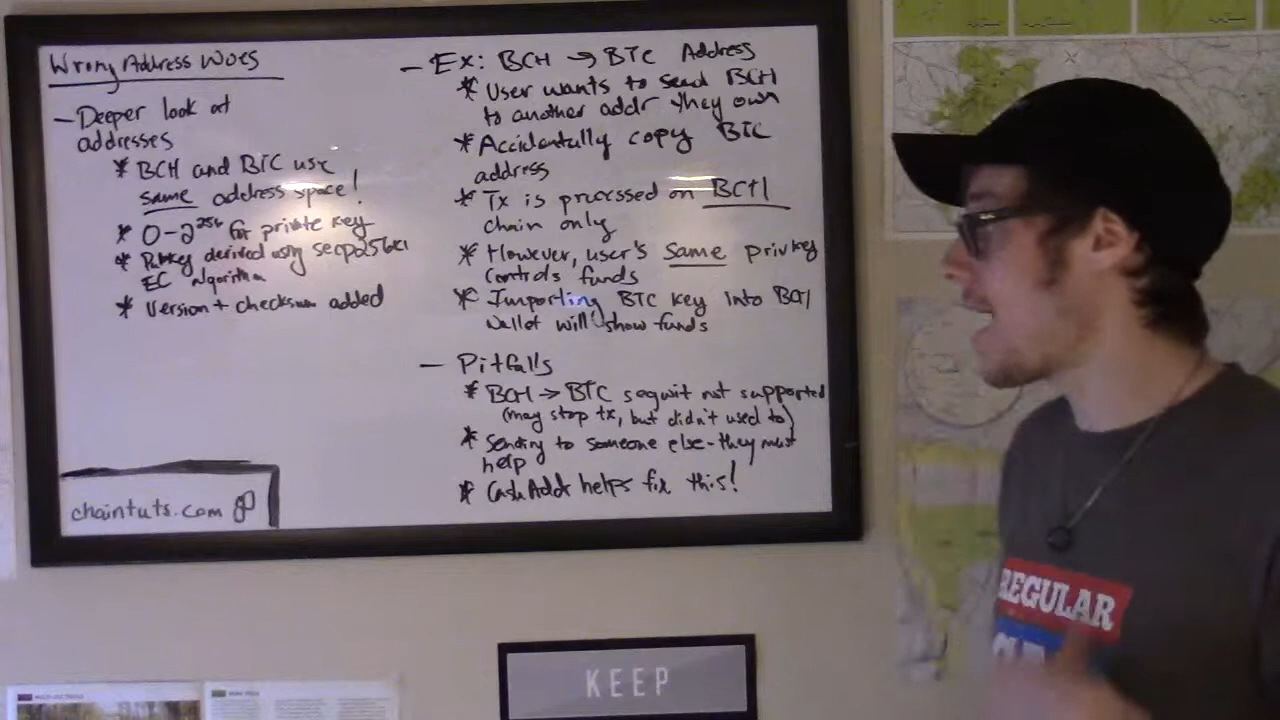 Wrong Address Woes
- Deeper look at
addresses
* BCH and BTC use
same address space!
* 0-2^256 for private key
* Pubkey derived using secp256k1
EC algorithm
* Version + checksum added
chaintuts.com
- Ex: BCH → BTC Address
* User wants to send BCH
to another addr they own
* Accidentally copy BTC
address
* Tx is processed on BCH
chain only
* However, user's same privkey
controls funds
* Importing BTC key into BCH
wallet will show funds
- Pitfalls
* BCH → BTC segwit not supported
(may stop tx, but didn't used to)
* Sending to someone else - they must
help
* CashAddr helps fix this!
REGULAR
KEEP